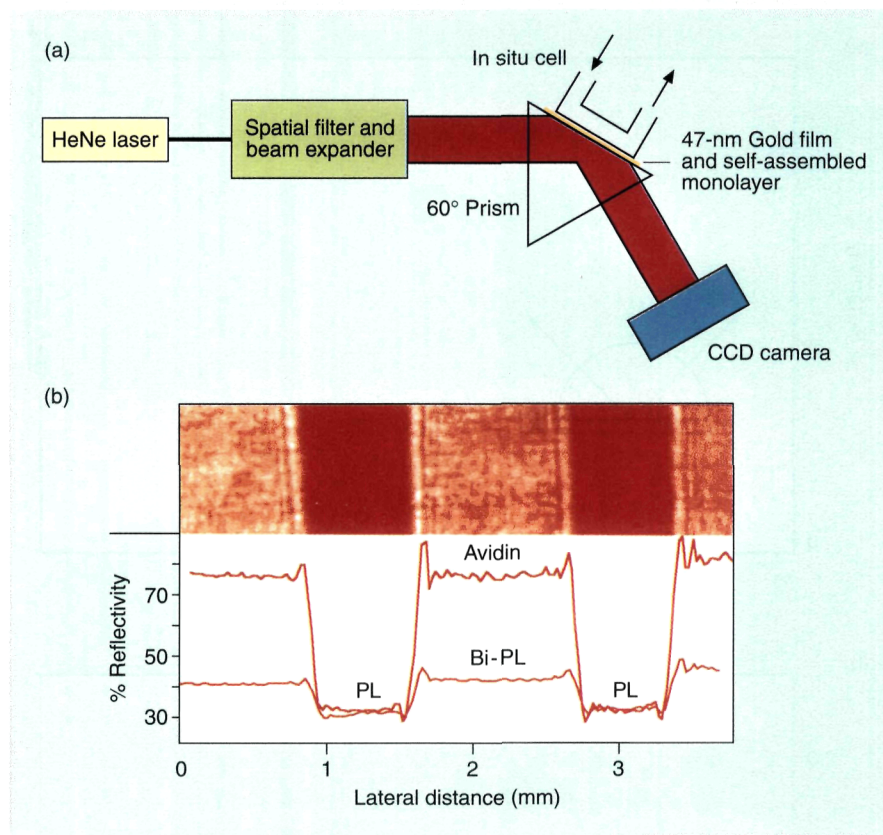 (a)
In situ cell
HeNe laser
Spatial filter and
beam expander
47-nm Gold film
and self-assembled
monolayer
60° Prism
CCD camera
(b)
Avidin
70
% Reflectivity
50
Bi-PL
PL
PL
30
0 1 2 3
Lateral distance (mm)